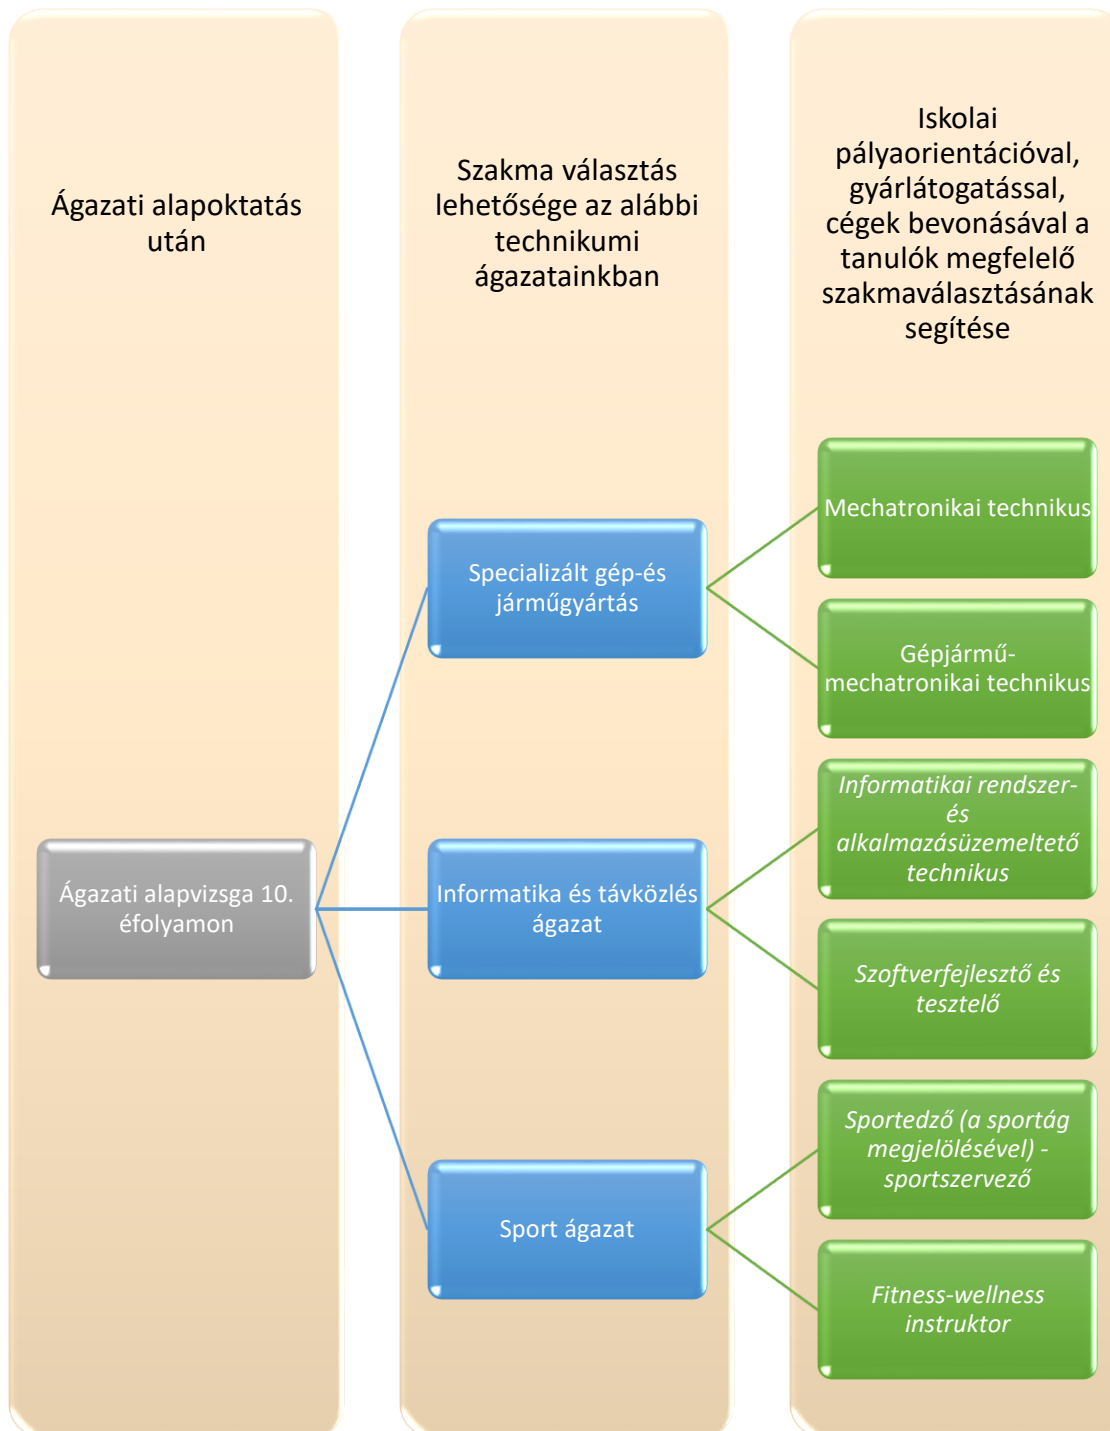 Ágazati alapoktatás
után
Szakma választás
lehetősége az alábbi
technikumi
ágazatainkban
Iskolai
pályaorientációval,
gyárlátogatással,
cégek bevonásával a
tanulók megfelelő
szakmaválasztásának
segítése
Ágazati alapvizsga 10.
éfolyamon
Specializált gép-és
járműgyártás
Mechatronikai technikus
Gépjármű-
mechatronikai technikus
Informatika és távközlés
ágazat
Informatikai rendszer-
és
alkalmazásüzemeltető
technikus
Szoftverfejlesztő és
tesztelő
Sport ágazat
Sportedző (a sportág
megjelölésével) -
sportszervező
Fitness-wellness
instruktor